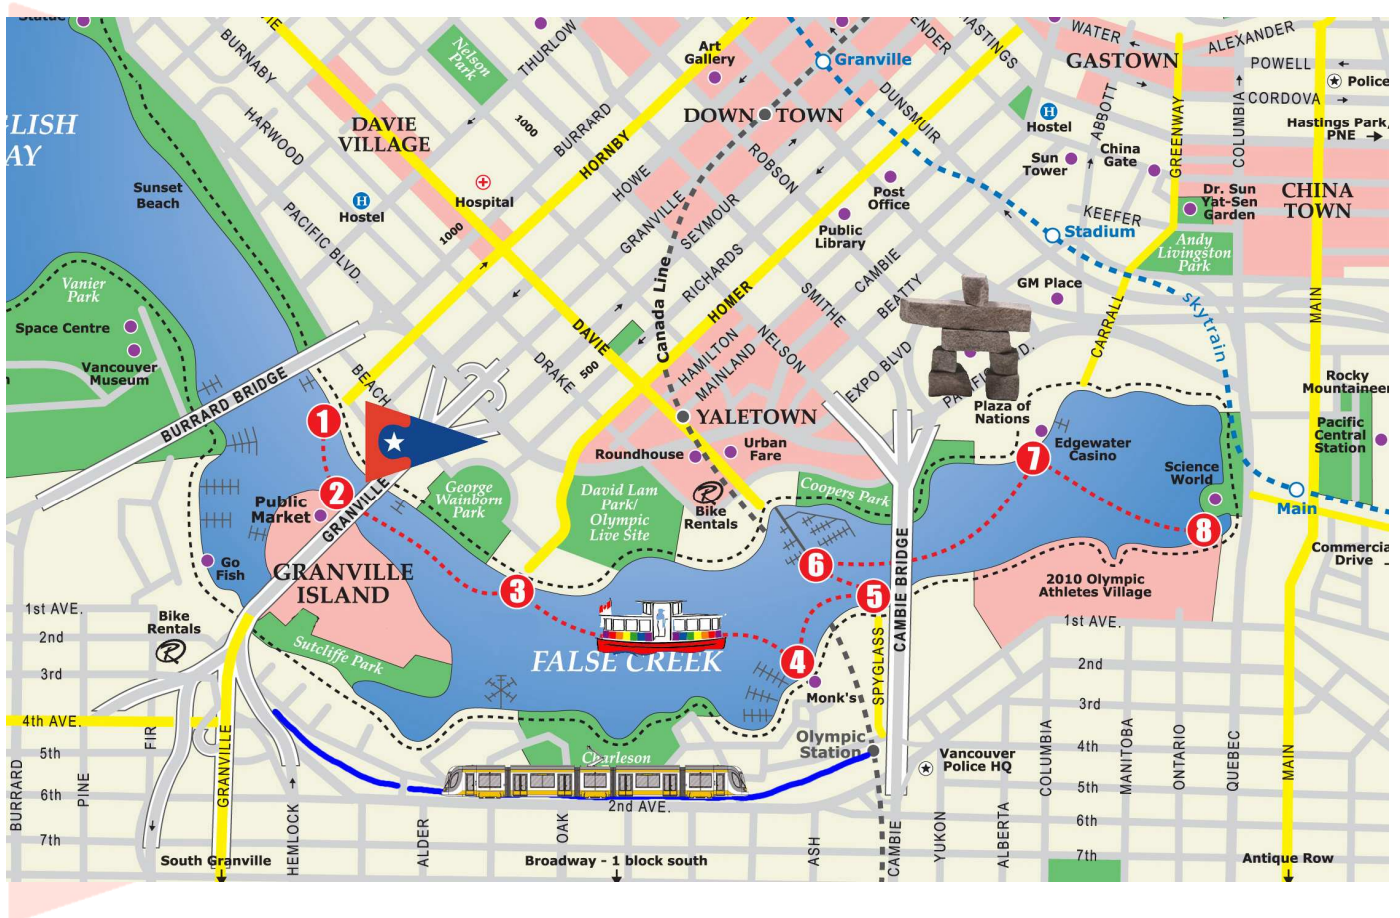 Statue
BURNABY
HARWOOD
Nelson
Park
THURLOW
1000
BURRARD
Art
Gallery
Granville
HASTINGS
WATER
GASTOWN
ALEXANDER
POWELL
Police
CORDOVA
Hastings Park,
PNE
DOWN TOWN
DUNSMUIR
Hostel
ABBOTT
GREENWAY
COLUMBIA
DAVIE
VILLAGE
HORNBY
ROBSON
Sun
Tower
China
Gate
Sunset
Beach
H
Hostel
Hospital
1000
HOWE
GRANVILLE
SEYMOUR
Post
Office
Public
Library
KEEFER
Dr. Sun
Yat-Sen
Garden
CHINA
TOWN
PACIFIC BLVD.
RICHARDS
CAMBIE
BEATTY
Stadium
Andy
Livingston
Park
Vanier
Park
Space Centre
Vancouver
Museum
Canada Line
HOMER
SMITHE
GM Place
skytrain
MAIN
CARRALL
DAVIE
DRAKE
500
HAMILTON
MAINLAND
NELSON
EXPO BLVD
BEACH
BURRARD BRIDGE
YALETOWN
Plaza of
Nations
Rocky
Mountaineer
Pacific
Central
Station
1
2
Public
Market
GRANVILLE
George
Wainborn
Park
David Lam
Park/
Olympic
Live Site
Roundhouse
Urban
Fare
R
Bike
Rentals
Coopers Park
7
Edgewater
Casino
Science
World
8
Main
Go
Fish
GRANVILLE
ISLAND
3
6
5
CAMBIE BRIDGE
2010 Olympic
Athletes Village
Commercial
Drive
1st AVE.
2nd
3rd
4th AVE.
5th
6th
7th
Bike
Rentals
R
Sutcliffe Park
FALSE CREEK
4
Monk's
SPYGLASS
1st AVE.
2nd
3rd
4th
5th
6th
7th
Olympic
Station
Vancouver
Police HQ
Charleson
2nd AVE.
BURRARD
PINE
FIR
GRANVILLE
HEMLOCK
ALDER
OAK
ASH
CAMBIE
YUKON
ALBERTA
COLUMBIA
MANITOBA
ONTARIO
QUEBEC
MAIN
South Granville
Broadway - 1 block south
Antique Row